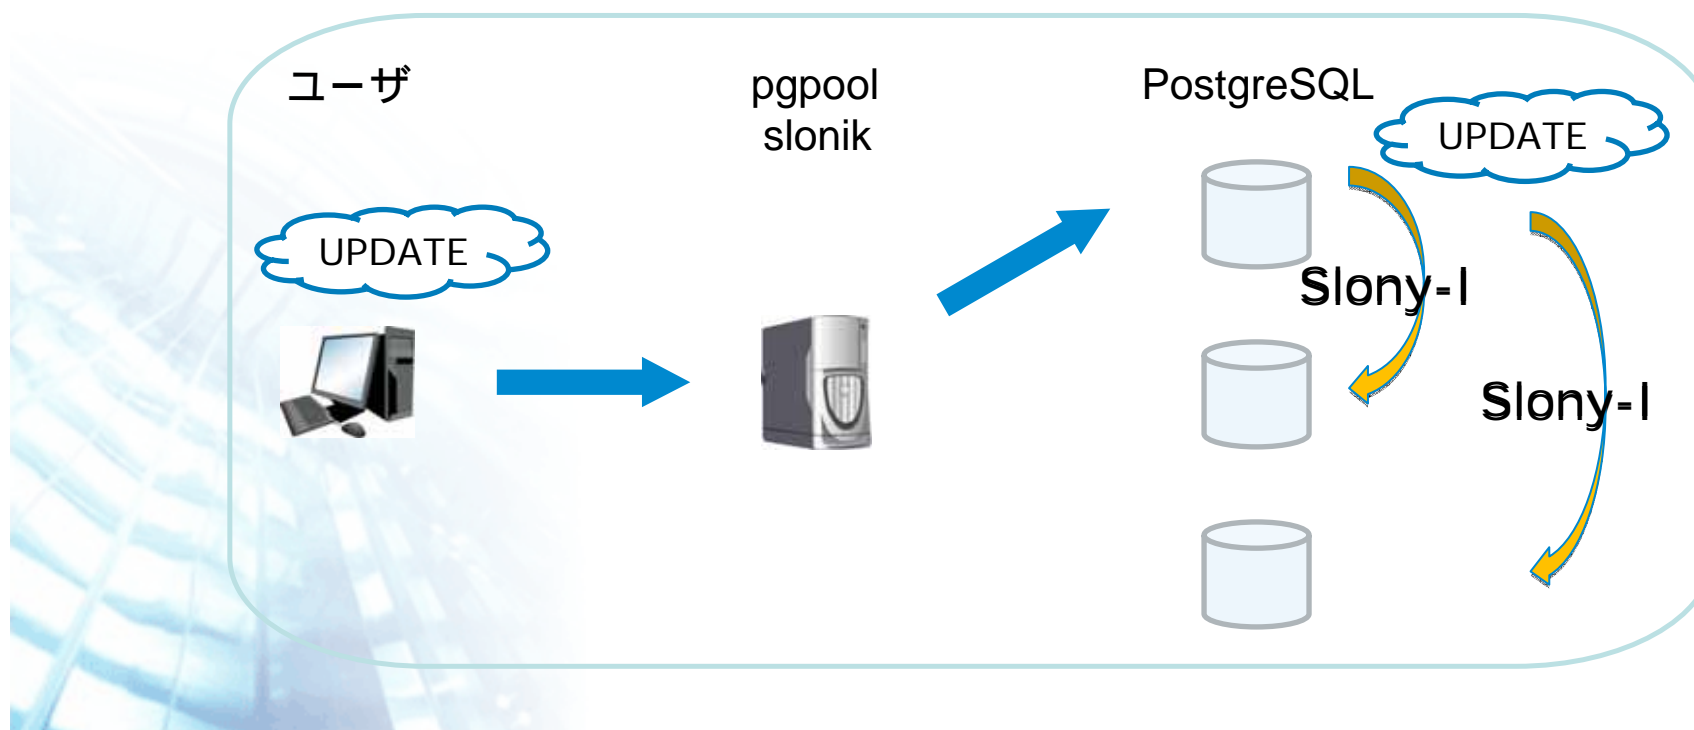 ユーザ
pgpool
slonik
PostgreSQL
UPDATE
UPDATE
Slony-I
Slony-I